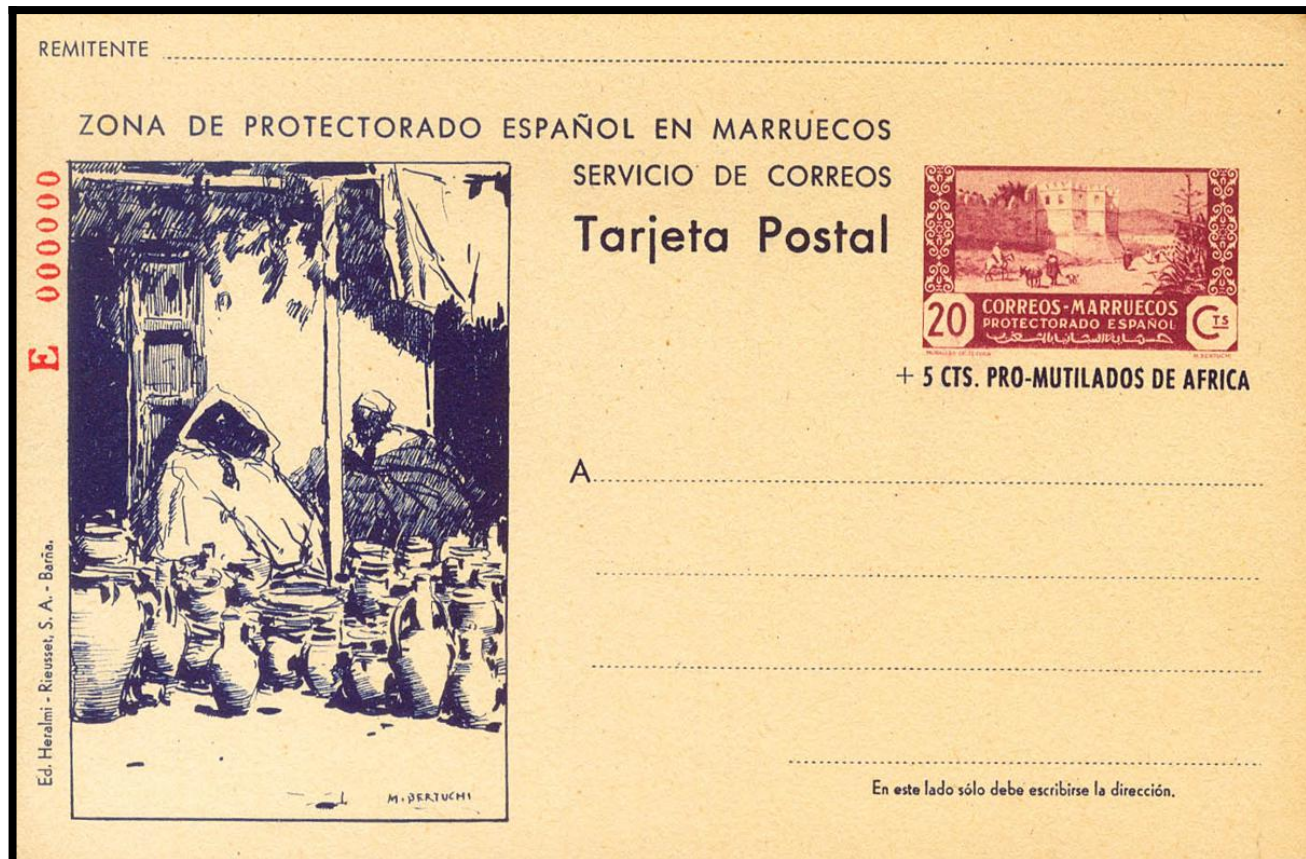 REMITENTE
ZONA DE PROTECTORADO ESPAÑOL EN MARRUECOS
SERVICIO DE CORREOS
Tarjeta Postal
E 000000
20 CORREOS-MARRUECOS CTS
PROTECTORADO ESPAÑOL
M. BERTUCHI
+ 5 CTS. PRO-MUTILADOS DE AFRICA
A
Ed. Heralmi - Rieusset, S. A. - Barña.
M. BERTUCHI
En este lado sólo debe escribirse la dirección.